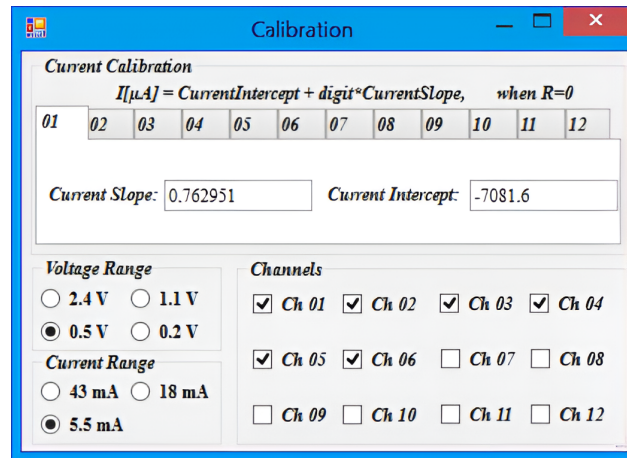 Calibration
Current Calibration
I[μA] = CurrentIntercept + digit*CurrentSlope, when R=0
01 02 03 04 05 06 07 08 09 10 11 12
Current Slope: 0.762951 Current Intercept: -7081.6
Voltage Range
2.4 V 1.1 V
0.5 V 0.2 V
Current Range
43 mA 18 mA
5.5 mA
Channels
Ch 01 Ch 02 Ch 03 Ch 04
Ch 05 Ch 06 Ch 07 Ch 08
Ch 09 Ch 10 Ch 11 Ch 12